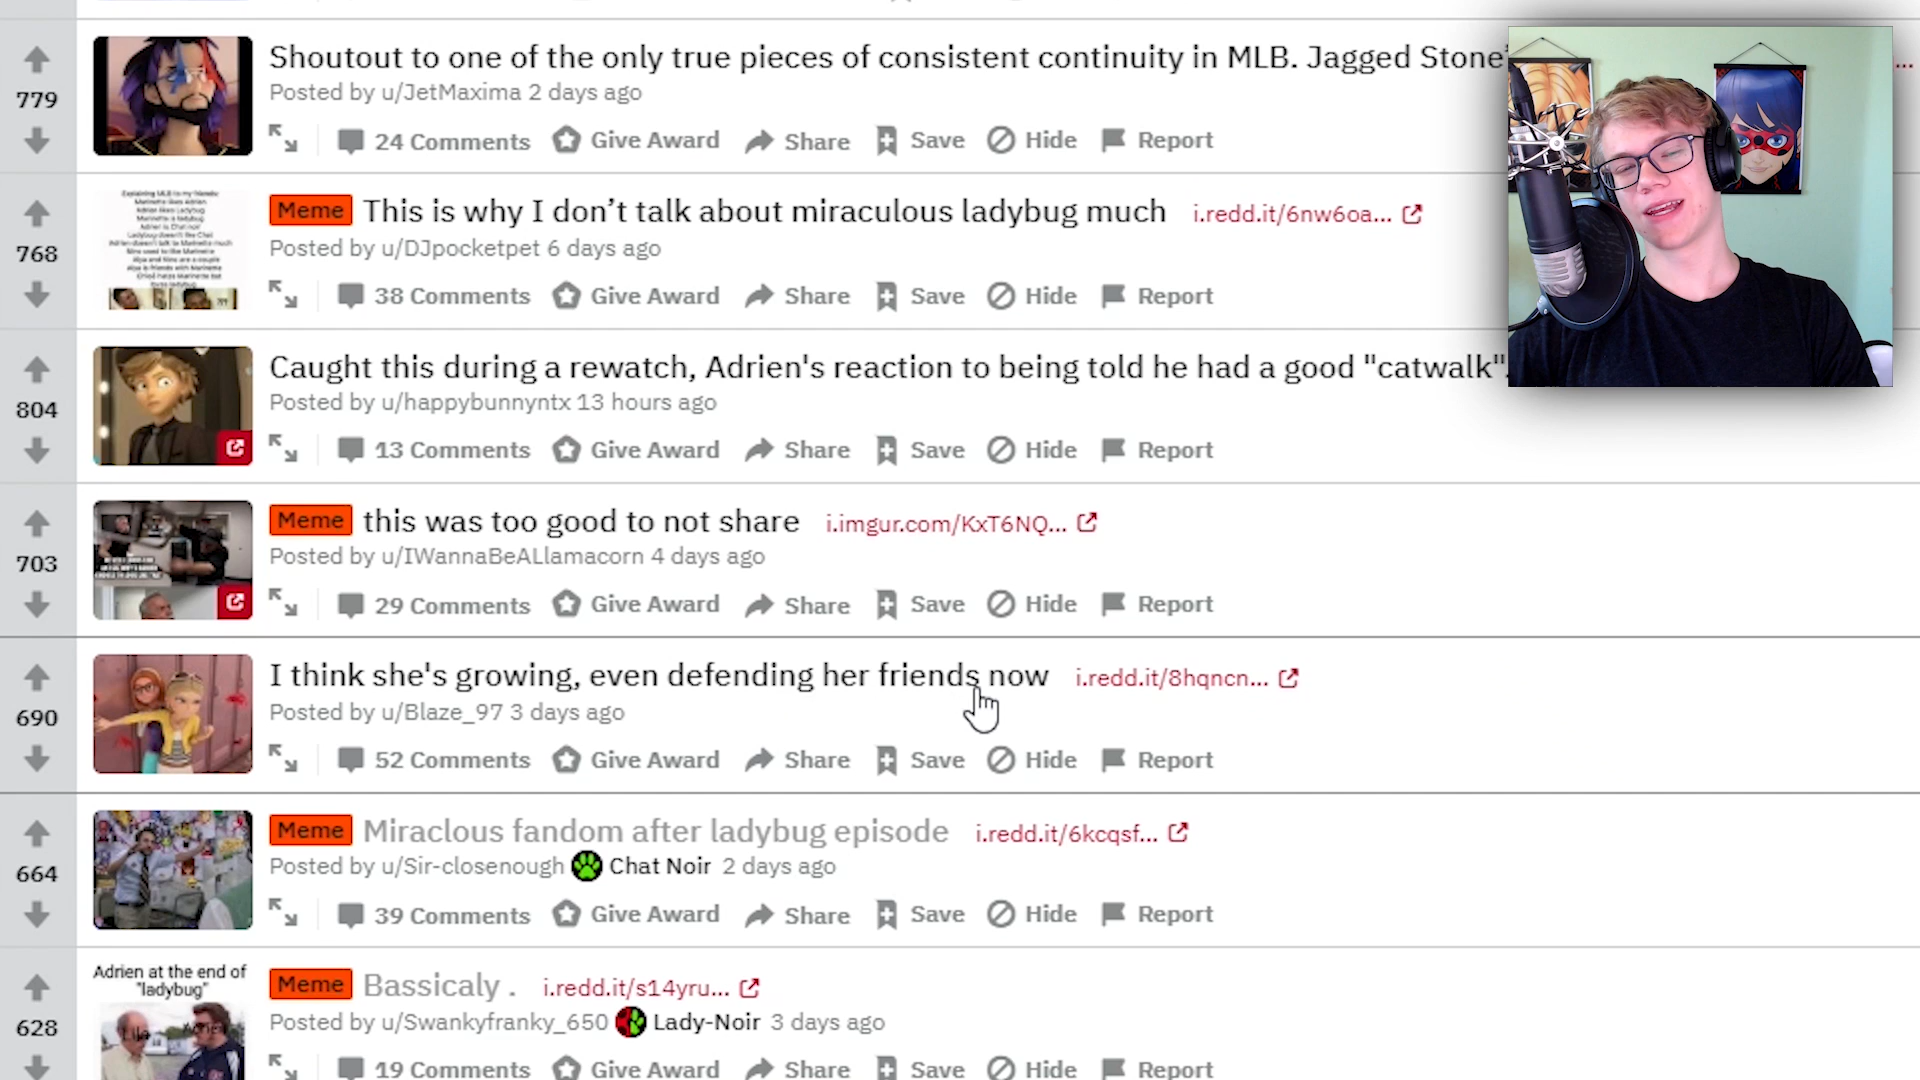 779
Shoutout to one of the only true pieces of consistent continuity in MLB. Jagged Stone'
Posted by u/JetMaxima 2 days ago
24 Comments Give Award Share Save Hide Report
768
Meme This is why I don’t talk about miraculous ladybug much i.redd.it/6nw6oa...
Posted by u/DJpocketpet 6 days ago
38 Comments Give Award Share Save Hide Report
804
Caught this during a rewatch, Adrien's reaction to being told he had a good "catwalk".
Posted by u/happybunnyntx 13 hours ago
13 Comments Give Award Share Save Hide Report
703
Meme this was too good to not share i.imgur.com/KxT6NQ...
Posted by u/IWannaBeALlamacorn 4 days ago
29 Comments Give Award Share Save Hide Report
690
I think she's growing, even defending her friends now i.redd.it/8hqncn...
Posted by u/Blaze_97 3 days ago
52 Comments Give Award Share Save Hide Report
664
Meme Miraclous fandom after ladybug episode i.redd.it/6kcqsf...
Posted by u/Sir-closenough Chat Noir 2 days ago
39 Comments Give Award Share Save Hide Report
Adrien at the end of
"ladybug"
628
Meme Bassicaly . i.redd.it/s14yru...
Posted by u/Swankyfranky_650 Lady-Noir 3 days ago
19 Comments Give Award Share Save Hide Report